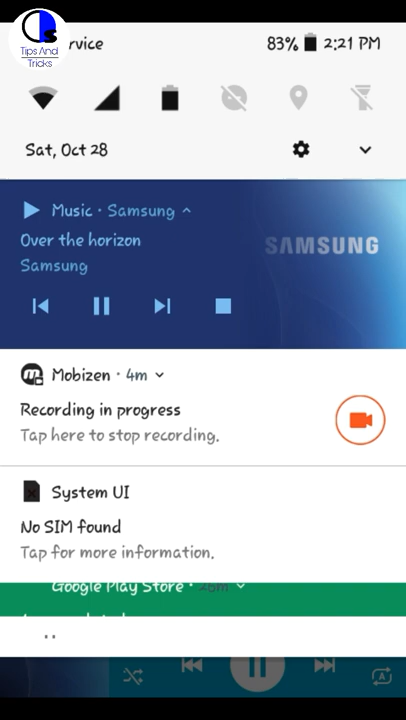 Tips And
Tricks
rvice
83% 2:21 PM
Sat, Oct 28
Music · Samsung
Over the horizon
Samsung
SAMSUNG
Mobizen · 4m
Recording in progress
Tap here to stop recording.
System UI
No SIM found
Tap for more information.
Google Play Store · 26m
A